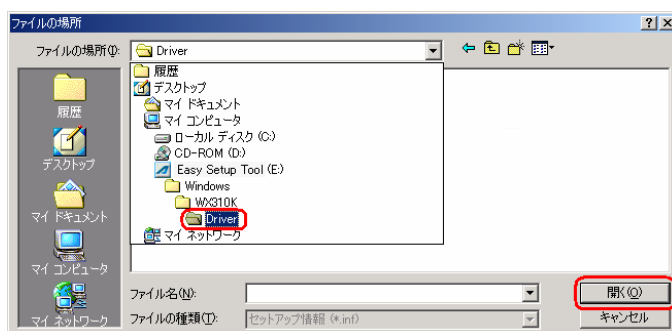 ファイルの場所
ファイルの場所(I):
Driver
履歴
デスクトップ
マイ ドキュメント
マイ コンピュータ
ローカル ディスク (C:)
CD-ROM (D:)
Easy Setup Tool (E:)
Windows
WX310K
Driver
マイ ネットワーク
履歴
デスクトップ
マイ ドキュメント
マイ コンピュータ
マイ ネットワーク
ファイル名(N):
開く(O)
ファイルの種類(T):
セットアップ情報 (*.inf)
キャンセル